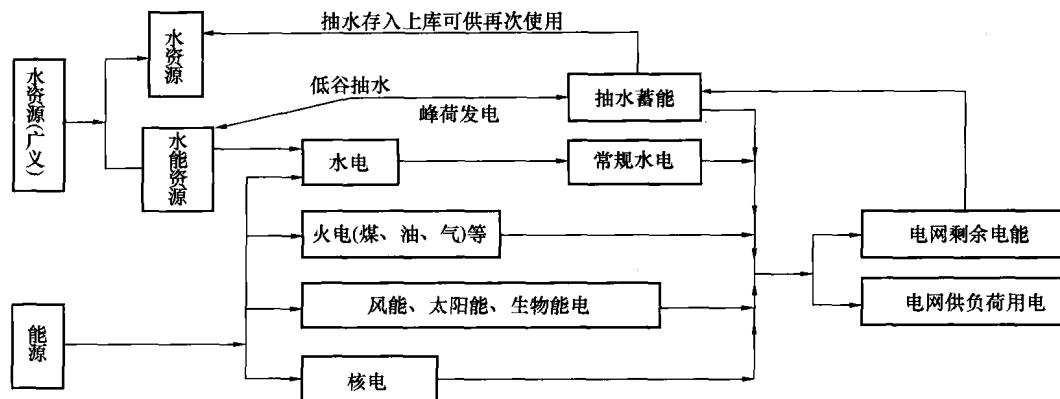 抽水存入上库可供再次使用
水资源
水资源(广义)
低谷抽水
峰荷发电
抽水蓄能
水能资源
水电
常规水电
火电(煤、油、气)等
电网剩余电能
风能、太阳能、生物能电
电网供负荷用电
能源
核电